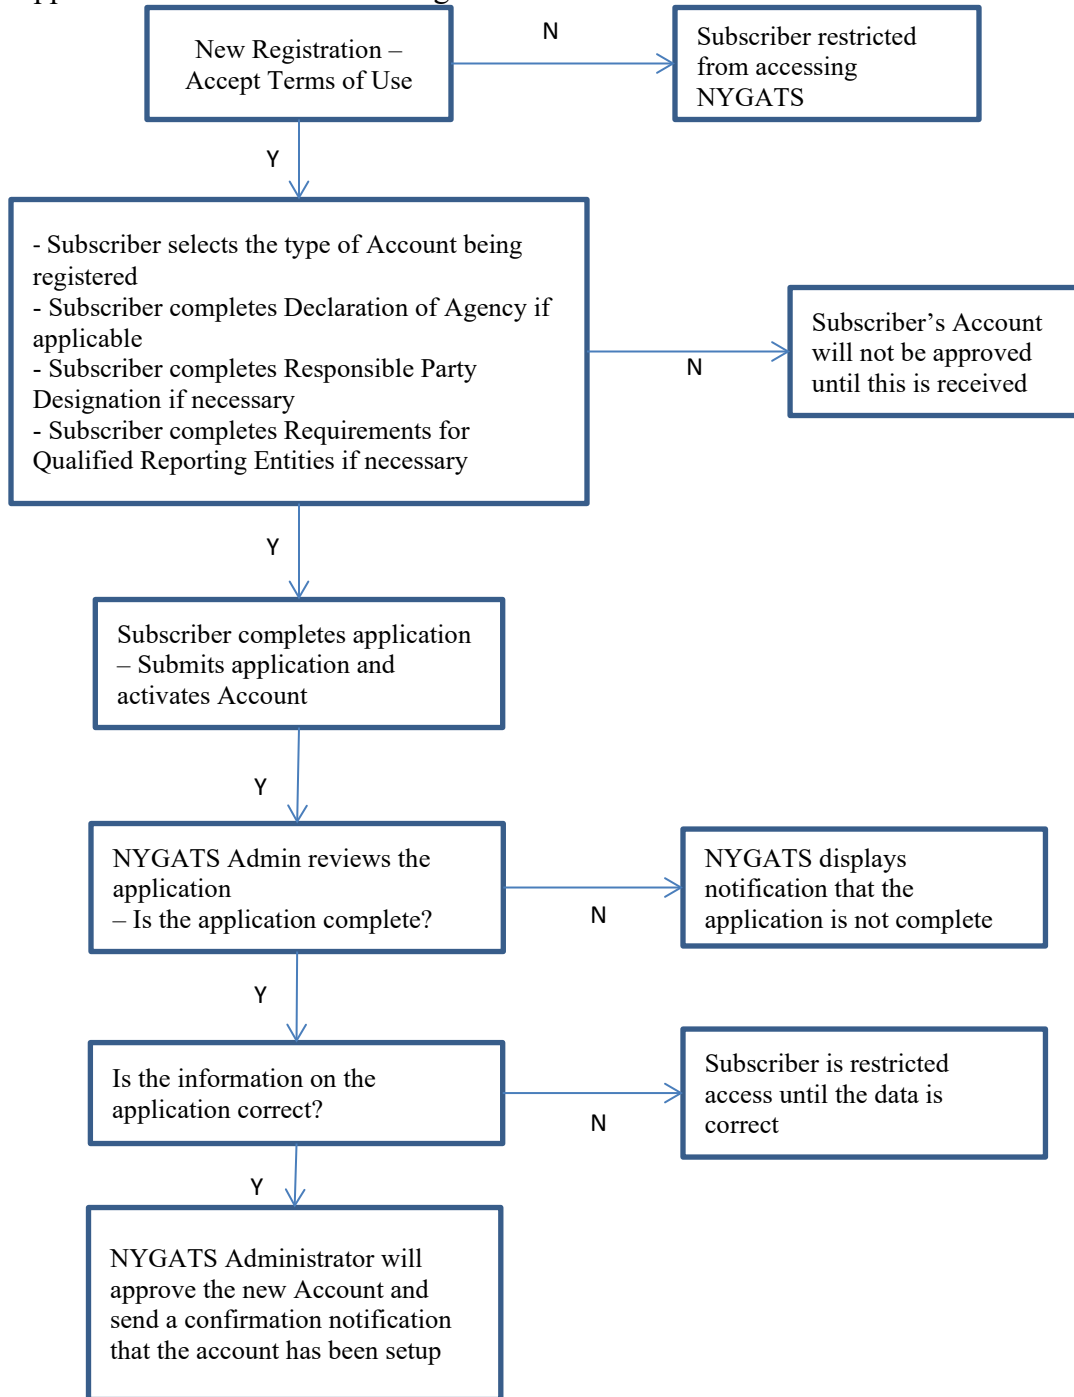 New Registration –
Accept Terms of Use
N
Subscriber restricted
from accessing
NYGATS
Y
- Subscriber selects the type of Account being
registered
- Subscriber completes Declaration of Agency if
applicable
- Subscriber completes Responsible Party
Designation if necessary
- Subscriber completes Requirements for
Qualified Reporting Entities if necessary
N
Subscriber’s Account
will not be approved
until this is received
Y
Subscriber completes application
– Submits application and
activates Account
Y
NYGATS Admin reviews the
application
– Is the application complete?
N
NYGATS displays
notification that the
application is not complete
Y
Is the information on the
application correct?
N
Subscriber is restricted
access until the data is
correct
Y
NYGATS Administrator will
approve the new Account and
send a confirmation notification
that the account has been setup